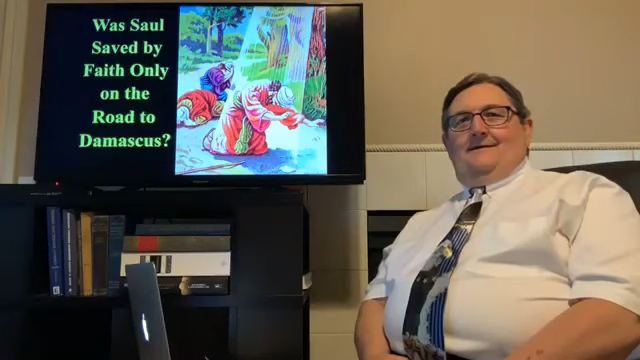 Was Saul
Saved by
Faith Only
on the
Road to
Damascus?